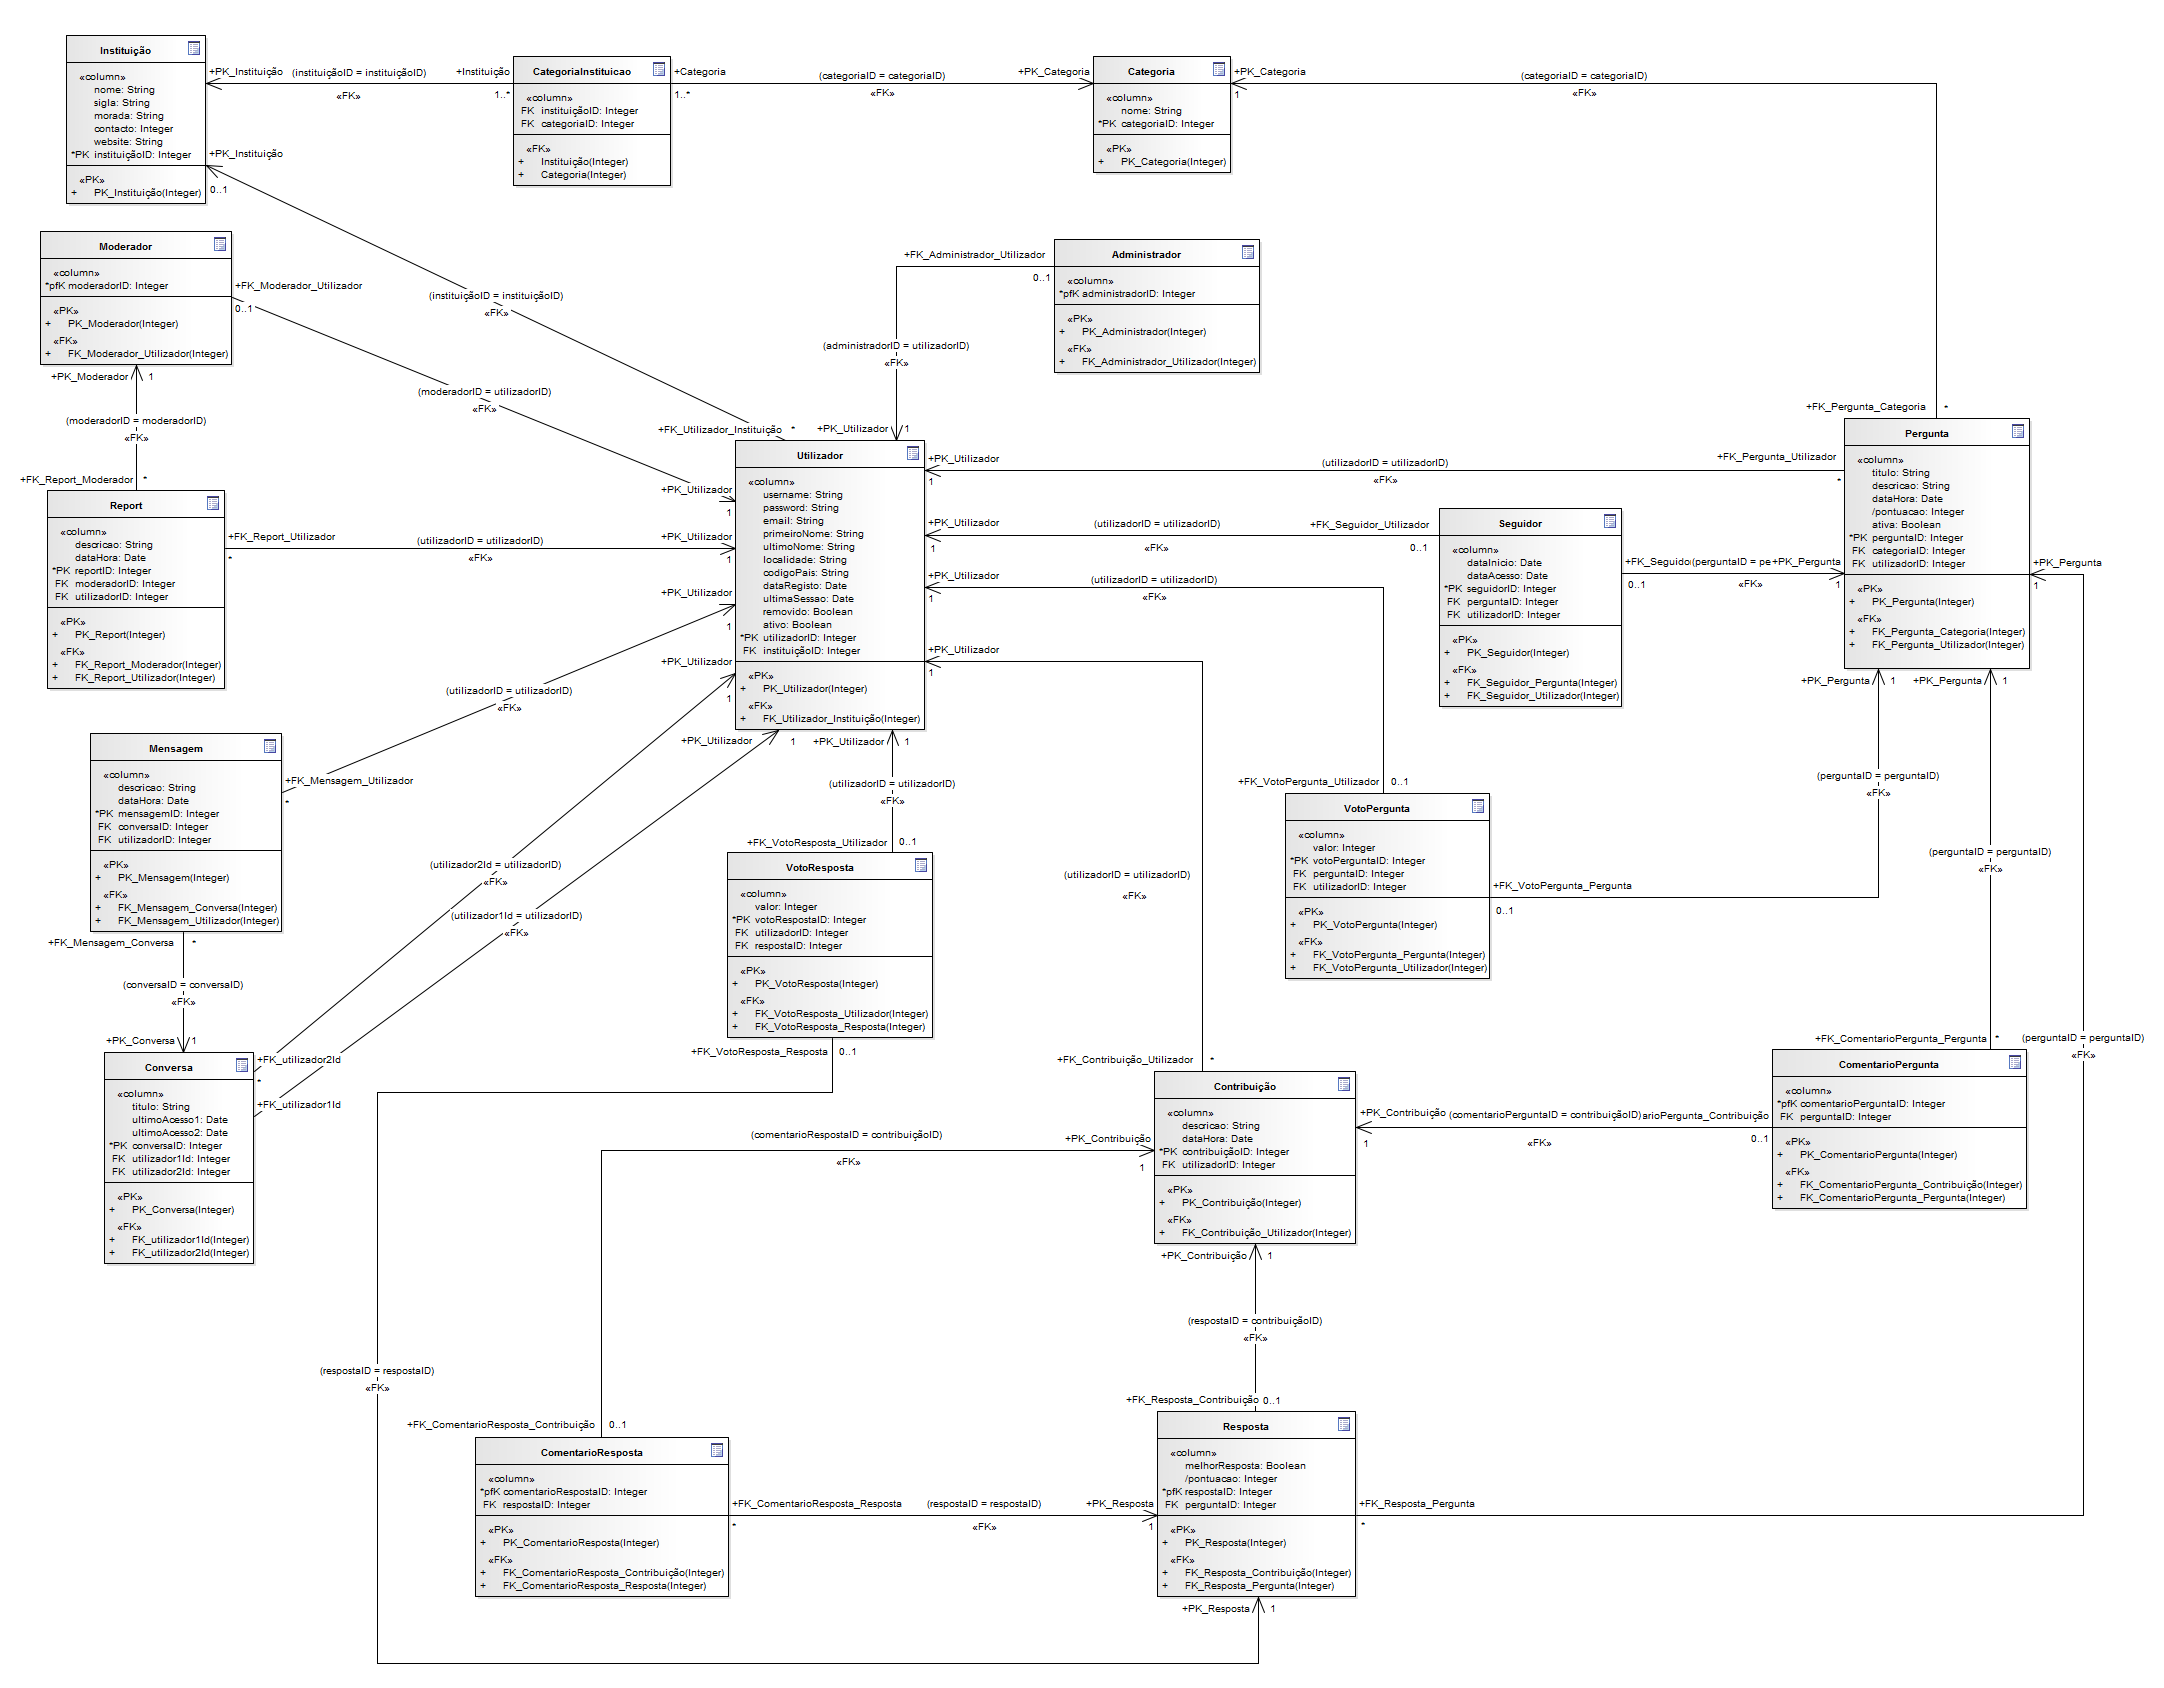 Instituição
«column»
nome: String
sigla: String
morada: String
contacto: Integer
website: String
*PK instituiçãoID: Integer
«PK»
+ PK_Instituição(Integer)
+PK_Instituição
(instituiçãoID = instituiçãoID)
«FK»
+Instituição
1..*
CategoriaInstituicao
«column»
FK instituiçãoID: Integer
FK categoriaID: Integer
«FK»
+ Instituição(Integer)
+ Categoria(Integer)
+Categoria
1..*
(categoriaID = categoriaID)
«FK»
+PK_Categoria
Categoria
«column»
nome: String
*PK categoriaID: Integer
«PK»
+ PK_Categoria(Integer)
+PK_Categoria
1
(categoriaID = categoriaID)
«FK»
+PK_Instituição
0..1
(instituiçãoID = instituiçãoID)
«FK»
+FK_Utilizador_Instituição *
Moderador
«column»
*pfK moderadorID: Integer
«PK»
+ PK_Moderador(Integer)
«FK»
+ FK_Moderador_Utilizador(Integer)
+FK_Moderador_Utilizador
0..1
(moderadorID = utilizadorID)
«FK»
+PK_Utilizador
1
+PK_Moderador 1
(moderadorID = moderadorID)
«FK»
+FK_Report_Moderador *
Administrador
«column»
*pfK administradorID: Integer
«PK»
+ PK_Administrador(Integer)
«FK»
+ FK_Administrador_Utilizador(Integer)
+FK_Administrador_Utilizador
0..1
(administradorID = utilizadorID)
«FK»
+PK_Utilizador 1
+FK_Pergunta_Categoria *
Pergunta
«column»
titulo: String
descricao: String
dataHora: Date
/pontuacao: Integer
ativa: Boolean
*PK perguntaID: Integer
FK categoriaID: Integer
FK utilizadorID: Integer
«PK»
+ PK_Pergunta(Integer)
«FK»
+ FK_Pergunta_Categoria(Integer)
+ FK_Pergunta_Utilizador(Integer)
Utilizador
«column»
username: String
password: String
email: String
primeiroNome: String
ultimoNome: String
localidade: String
codigoPais: String
dataRegisto: Date
ultimaSessao: Date
removido: Boolean
ativo: Boolean
*PK utilizadorID: Integer
FK instituiçãoID: Integer
«PK»
+ PK_Utilizador(Integer)
«FK»
+ FK_Utilizador_Instituição(Integer)
+PK_Utilizador
1
(utilizadorID = utilizadorID)
«FK»
+FK_Pergunta_Utilizador
*
Report
«column»
descricao: String
dataHora: Date
*PK reportID: Integer
FK moderadorID: Integer
FK utilizadorID: Integer
«PK»
+ PK_Report(Integer)
«FK»
+ FK_Report_Moderador(Integer)
+ FK_Report_Utilizador(Integer)
+FK_Report_Utilizador
*
(utilizadorID = utilizadorID)
«FK»
+PK_Utilizador
1
+PK_Utilizador
1
(utilizadorID = utilizadorID)
«FK»
+FK_Seguidor_Utilizador
0..1
Seguidor
«column»
dataInicio: Date
dataAcesso: Date
*PK seguidorID: Integer
FK perguntaID: Integer
FK utilizadorID: Integer
«PK»
+ PK_Seguidor(Integer)
«FK»
+ FK_Seguidor_Pergunta(Integer)
+ FK_Seguidor_Utilizador(Integer)
+FK_Seguido(perguntaID = pe+PK_Pergunta
0..1
«FK»
1
+PK_Pergunta
1
+PK_Utilizador
1
(utilizadorID = utilizadorID)
«FK»
+FK_VotoPergunta_Utilizador 0..1
+PK_Utilizador
1
(utilizadorID = utilizadorID)
«FK»
+FK_Mensagem_Utilizador
*
+PK_Utilizador
1
(utilizador2Id = utilizadorID)
«FK»
+FK_utilizador2Id
*
+PK_Utilizador 1
(utilizador1Id = utilizadorID)
«FK»
+FK_utilizador1Id
+PK_Utilizador 1
(utilizadorID = utilizadorID)
«FK»
+FK_VotoResposta_Utilizador 0..1
+PK_Utilizador
1
(utilizadorID = utilizadorID)
«FK»
+FK_Contribuição_Utilizador *
+PK_Pergunta 1
(perguntaID = perguntaID)
«FK»
+PK_Pergunta 1
(perguntaID = perguntaID)
«FK»
+FK_ComentarioPergunta_Pergunta *
(perguntaID = perguntaID)
«FK»
Mensagem
«column»
descricao: String
dataHora: Date
*PK mensagemID: Integer
FK conversaID: Integer
FK utilizadorID: Integer
«PK»
+ PK_Mensagem(Integer)
«FK»
+ FK_Mensagem_Conversa(Integer)
+ FK_Mensagem_Utilizador(Integer)
+FK_Mensagem_Conversa *
(conversaID = conversaID)
«FK»
+PK_Conversa 1
Conversa
«column»
titulo: String
ultimoAcesso1: Date
ultimoAcesso2: Date
*PK conversaID: Integer
FK utilizador1Id: Integer
FK utilizador2Id: Integer
«PK»
+ PK_Conversa(Integer)
«FK»
+ FK_utilizador1Id(Integer)
+ FK_utilizador2Id(Integer)
VotoResposta
«column»
valor: Integer
*PK votoRespostaID: Integer
FK utilizadorID: Integer
FK respostaID: Integer
«PK»
+ PK_VotoResposta(Integer)
«FK»
+ FK_VotoResposta_Utilizador(Integer)
+ FK_VotoResposta_Resposta(Integer)
+FK_VotoResposta_Resposta 0..1
VotoPergunta
«column»
valor: Integer
*PK votoPerguntaID: Integer
FK perguntaID: Integer
FK utilizadorID: Integer
«PK»
+ PK_VotoPergunta(Integer)
«FK»
+ FK_VotoPergunta_Pergunta(Integer)
+ FK_VotoPergunta_Utilizador(Integer)
+FK_VotoPergunta_Pergunta
0..1
Contribuição
«column»
descricao: String
dataHora: Date
*PK contribuiçãoID: Integer
FK utilizadorID: Integer
«PK»
+ PK_Contribuição(Integer)
«FK»
+ FK_Contribuição_Utilizador(Integer)
+PK_Contribuição (comentarioPerguntaID = contribuiçãoID) arioPergunta_Contribuição
1
«FK»
0..1
ComentarioPergunta
«column»
*pfK comentarioPerguntaID: Integer
FK perguntaID: Integer
«PK»
+ PK_ComentarioPergunta(Integer)
«FK»
+ FK_ComentarioPergunta_Contribuição(Integer)
+ FK_ComentarioPergunta_Pergunta(Integer)
(comentarioRespostaID = contribuiçãoID)
«FK»
+PK_Contribuição
1
+PK_Contribuição 1
(respostaID = contribuiçãoID)
«FK»
+FK_Resposta_Contribuição 0..1
(respostaID = respostaID)
«FK»
+FK_ComentarioResposta_Contribuição 0..1
ComentarioResposta
«column»
*pfK comentarioRespostaID: Integer
FK respostaID: Integer
«PK»
+ PK_ComentarioResposta(Integer)
«FK»
+ FK_ComentarioResposta_Contribuição(Integer)
+ FK_ComentarioResposta_Resposta(Integer)
+FK_ComentarioResposta_Resposta
*
(respostaID = respostaID)
«FK»
+PK_Resposta
1
Resposta
«column»
melhorResposta: Boolean
/pontuacao: Integer
*pfK respostaID: Integer
FK perguntaID: Integer
«PK»
+ PK_Resposta(Integer)
«FK»
+ FK_Resposta_Contribuição(Integer)
+ FK_Resposta_Pergunta(Integer)
+FK_Resposta_Pergunta
*
+PK_Resposta 1